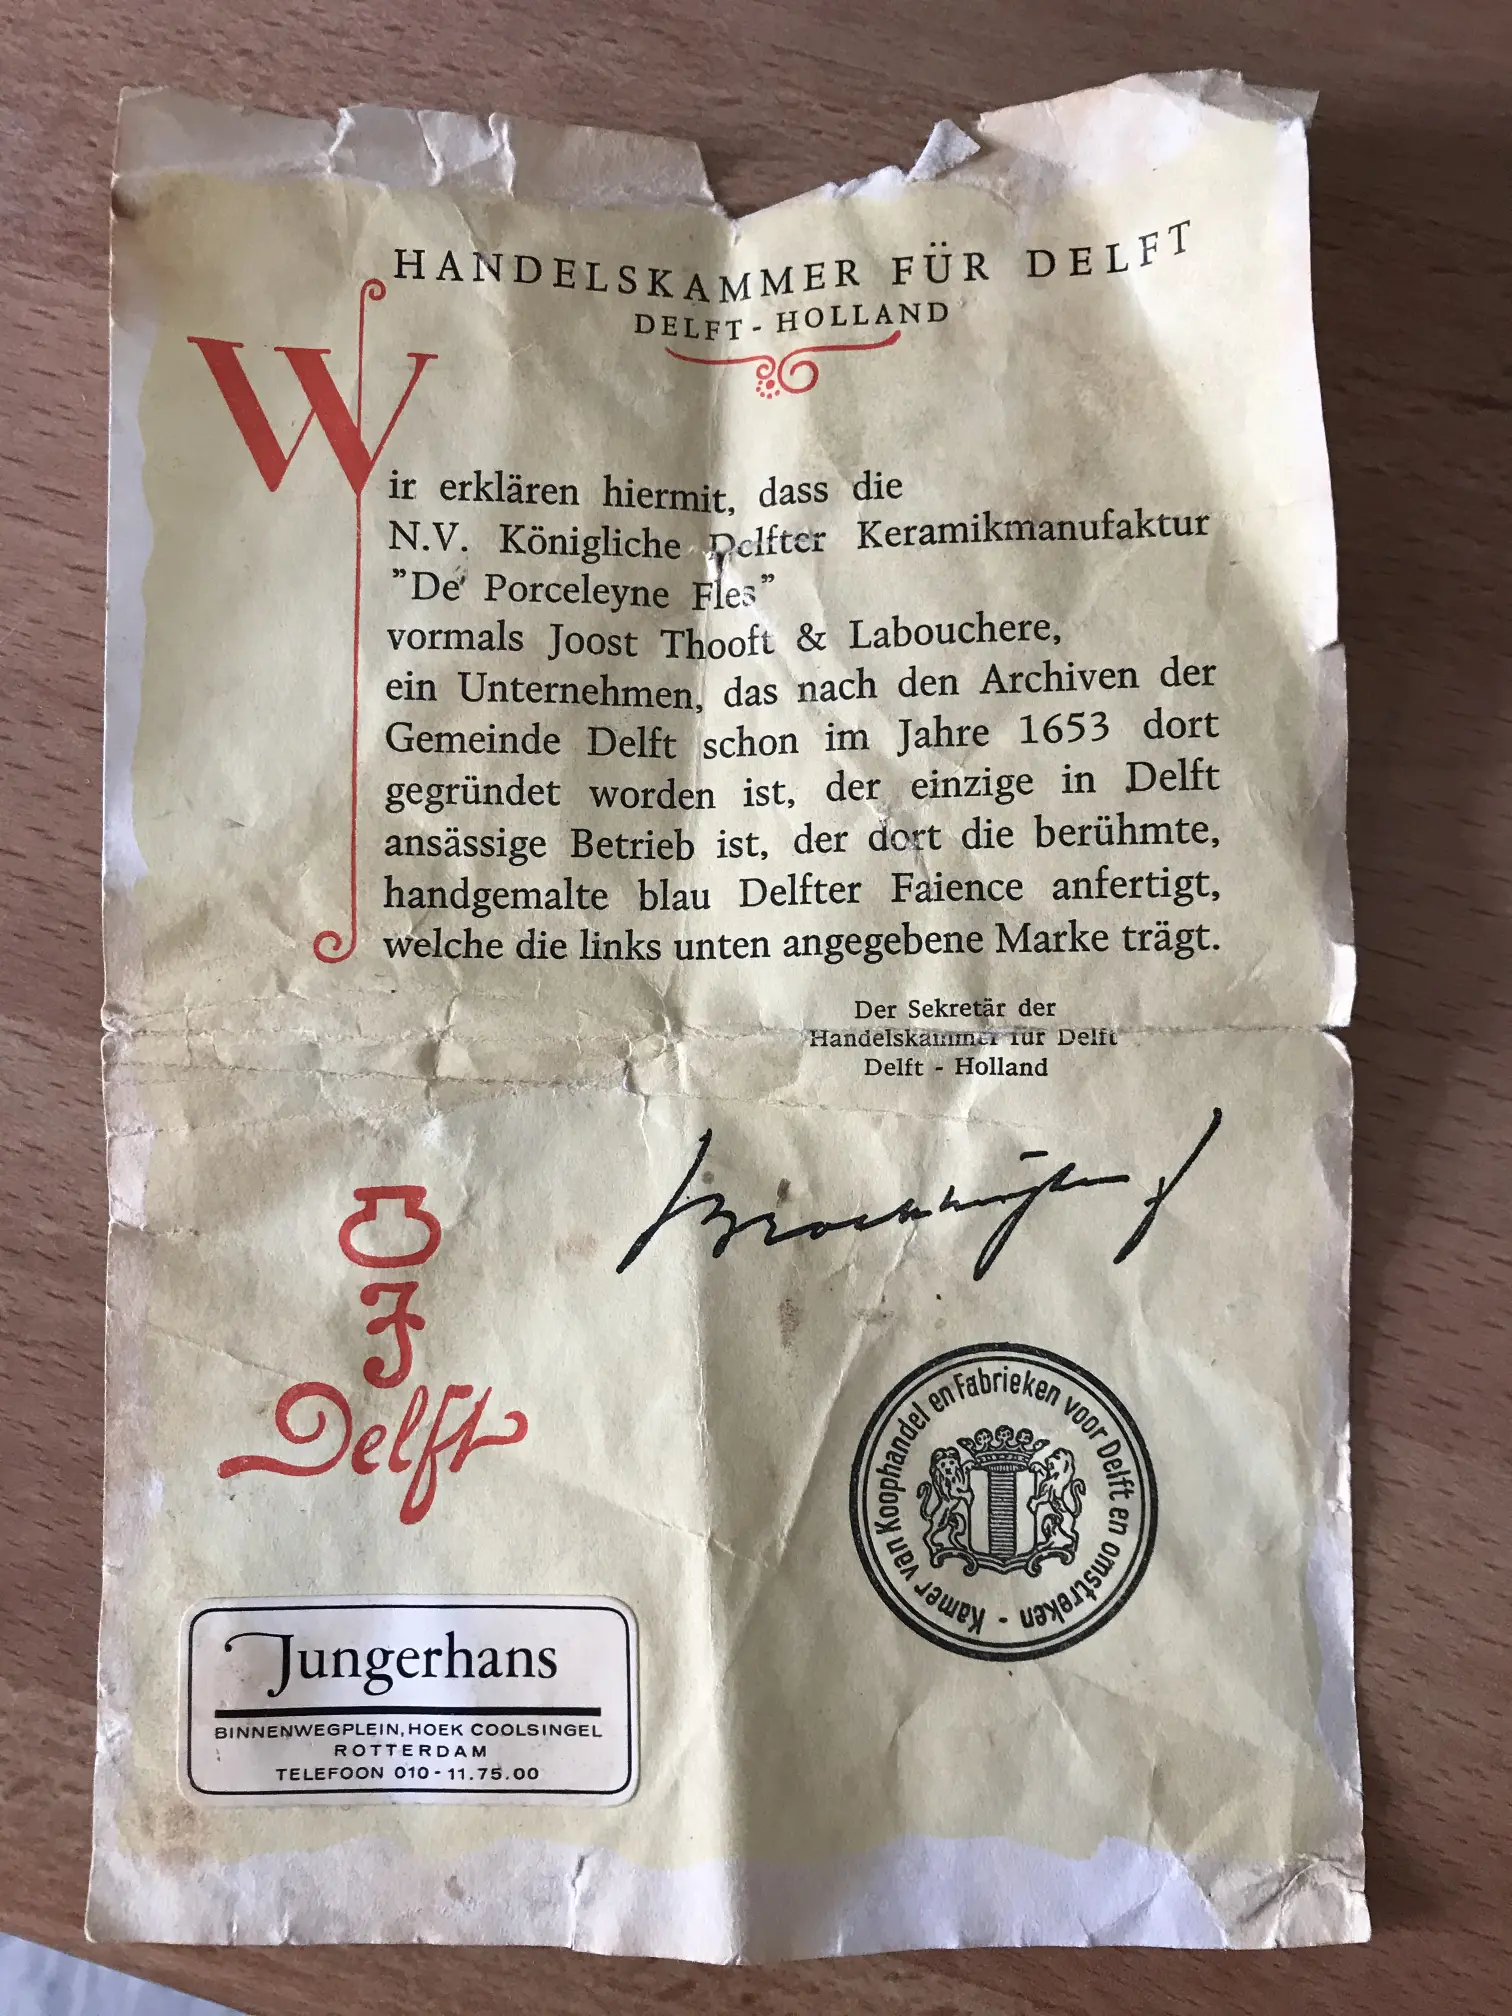 HANDELSKAMMER FÜR DELFT
DELFT - HOLLAND
Wir erklären hiermit, dass die
N.V. Königliche Delfter Keramikmanufaktur
"De Porceleyne Fles"
vormals Joost Thooft & Labouchere,
ein Unternehmen, das nach den Archiven der
Gemeinde Delft schon im Jahre 1653 dort
gegründet worden ist, der einzige in Delft
ansässige Betrieb ist, der dort die berühmte,
handgemalte blau Delfter Faience anfertigt,
welche die links unten angegebene Marke trägt.
Der Sekretär der
Handelskammer für Delft
Delft - Holland
Delft
Kamer van Koophandel en Fabrieken voor Delft en omstreken -
Jungerhans
BINNENWEGPLEIN, HOEK COOLSINGEL
ROTTERDAM
TELEFOON 010-11.75.00